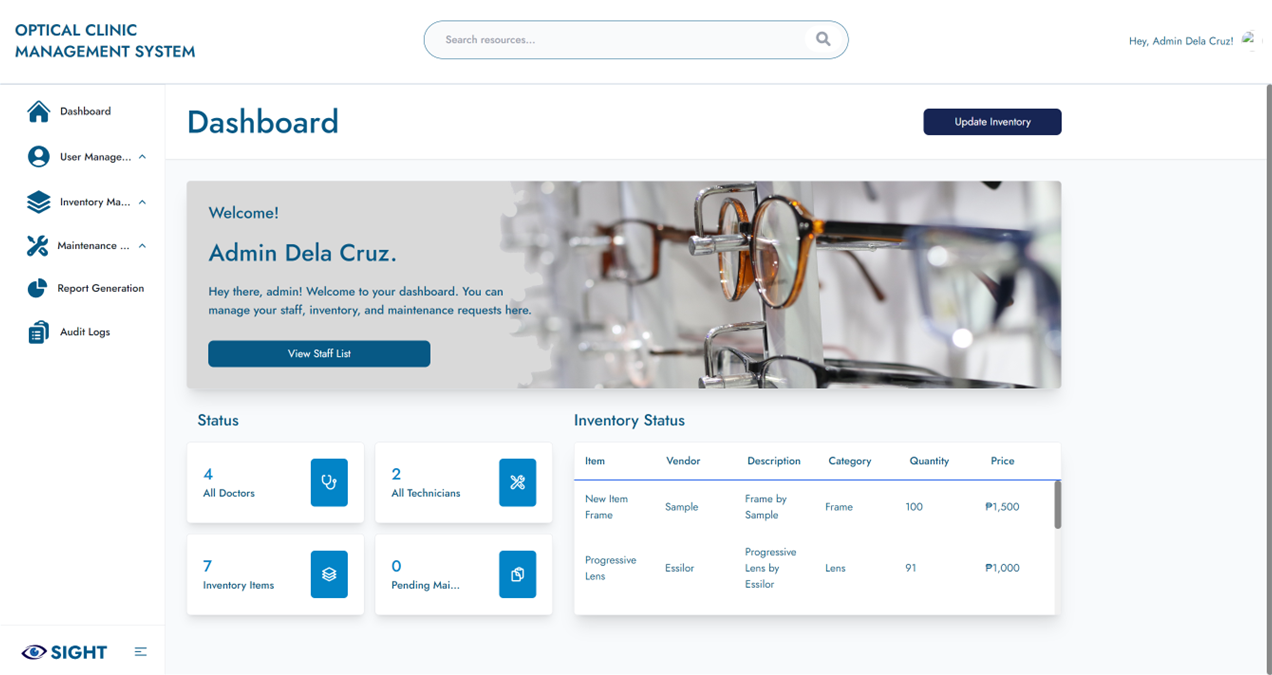 OPTICAL CLINIC
MANAGEMENT SYSTEM
Search resources...
Hey, Admin Dela Cruz!
Dashboard
User Manage...
Inventory Ma...
Maintenance ...
Report Generation
Audit Logs
SIGHT
Dashboard
Update Inventory
Welcome!
Admin Dela Cruz.
Hey there, admin! Welcome to your dashboard. You can
manage your staff, inventory, and maintenance requests here.
View Staff List
Status
4
All Doctors
2
All Technicians
7
Inventory Items
0
Pending Mai...
Inventory Status
Item Vendor Description Category Quantity Price
New Item
Frame
Sample
Frame by
Sample
Frame
100
₱1,500
Progressive
Lens
Essilor
Progressive
Lens by
Essilor
Lens
91
₱1,000